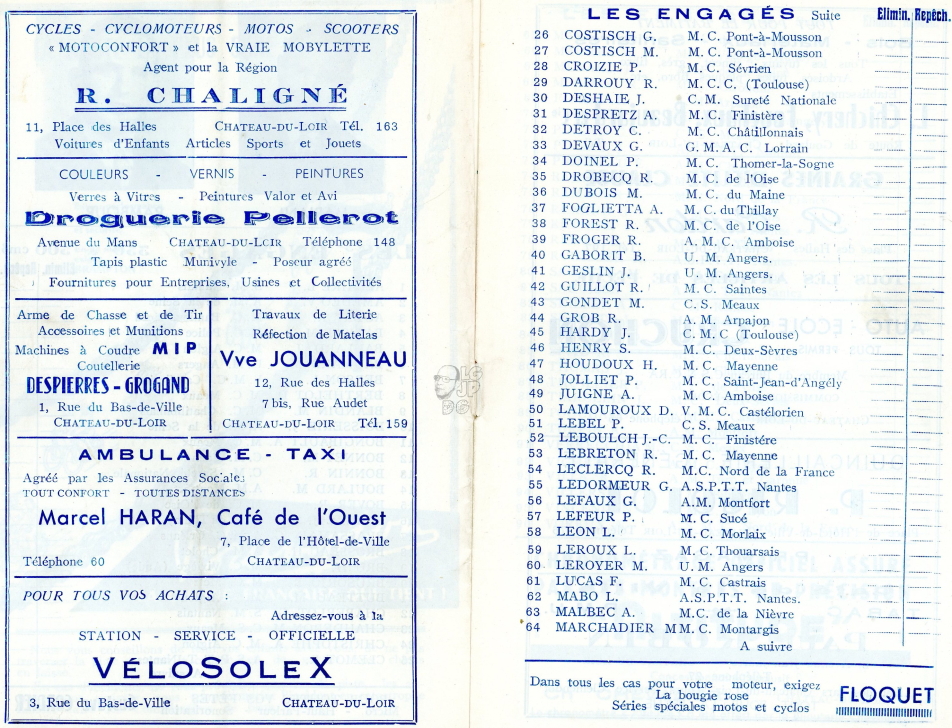 CYCLES - CYCLOMOTEURS - MOTOS - SCOOTERS
« MOTOCONFORT » et la VRAIE MOBYLETTE
Agent pour la Région
R. CHALIGNÉ
11, Place des Halles CHATEAU-DU-LOIR Tél. 163
Voitures d'Enfants Articles Sports et Jouets
COULEURS - VERNIS - PEINTURES
Verres à Vitres - Peintures Valor et Avi
Droguerie Pellerot
Avenue du Mans CHATEAU-DU-LOIR Téléphone 148
Tapis plastic Munivyle - Poseur agréé
Fournitures pour Entreprises, Usines et Collectivités
Arme de Chasse et de Tir
Accessoires et Munitions
Machines à Coudre MIP
Coutellerie
DESPIERRES - GROGAND
1, Rue du Bas-de-Ville
CHATEAU-DU-LOIR
Travaux de Literie
Réfection de Matelas
Vve JOUANNEAU
12, Rue des Halles
7 bis, Rue Audet
CHATEAU-DU-LOIR Tél. 159
AMBULANCE - TAXI
Agréé par les Assurances Sociales
TOUT CONFORT - TOUTES DISTANCES
Marcel HARAN, Café de l'Ouest
7, Place de l'Hôtel-de-Ville
Téléphone 60 CHATEAU-DU-LOIR
POUR TOUS VOS ACHATS :
Adressez-vous à la
STATION - SERVICE - OFFICIELLE
VÉLOSOLEX
3, Rue du Bas-de-Ville CHATEAU-DU-LOIR
LES ENGAGÉS Suite Elimin. Repêch.
26 COSTISCH G. M. C. Pont-à-Mousson
27 COSTISCH M. M. C. Pont-à-Mousson
28 CROIZIE P. M. C. Sévrien
29 DARROUY R. M. C. C. (Toulouse)
30 DESHAIE J. C. M. Sureté Nationale
31 DESPRETZ A. M. C. Finistère
32 DETROY C. M. C. Châtillonnais
33 DEVAUX G. G. M. A. C. Lorrain
34 DOINEL P. M. C. Thomer-la-Sogne
35 DROBECQ R. M. C. de l'Oise
36 DUBOIS M. M. C. du Maine
37 FOGLIETTA A. M. C. du Thillay
38 FOREST R. M. C. de l'Oise
39 FROGER R. A. M. C. Amboise
40 GABORIT B. U. M. Angers.
41 GESLIN J. U. M. Angers.
42 GUILLOT R. M. C. Saintes
43 GONDET M. C. S. Meaux
44 GROB R. A. M. Arpajon
45 HARDY J. C. M. C (Toulouse)
46 HENRY S. M. C. Deux-Sèvres
47 HOUDOUX H. M. C. Mayenne
48 JOLLIET P. M. C. Saint-Jean-d'Angély
49 JUIGNE A. M. C. Amboise
50 LAMOUROUX D. V. M. C. Castélorien
51 LEBEL P. C. S. Meaux
52 LEBOULCH J.-C. M. C. Finistére
53 LEBRETON R. M. C. Mayenne
54 LECLERCQ R. M.C. Nord de la France
55 LEDORMEUR G. A.S.P.T.T. Nantes
56 LEFAUX G. A.M. Montfort
57 LEFEUR P. M. C. Sucé
58 LEON L. M. C. Morlaix
59 LEROUX L. M. C. Thouarsais
60 LEROYER M. U. M. Angers
61 LUCAS F. M. C. Castrais
62 MABO L. A.S.P.T.T. Nantes.
63 MALBEC A. M.C. de la Nièvre
64 MARCHADIER M M. C. Montargis
A suivre
Dans tous les cas pour votre moteur, exigez
La bougie rose
Séries spéciales motos et cyclos
FLOQUET